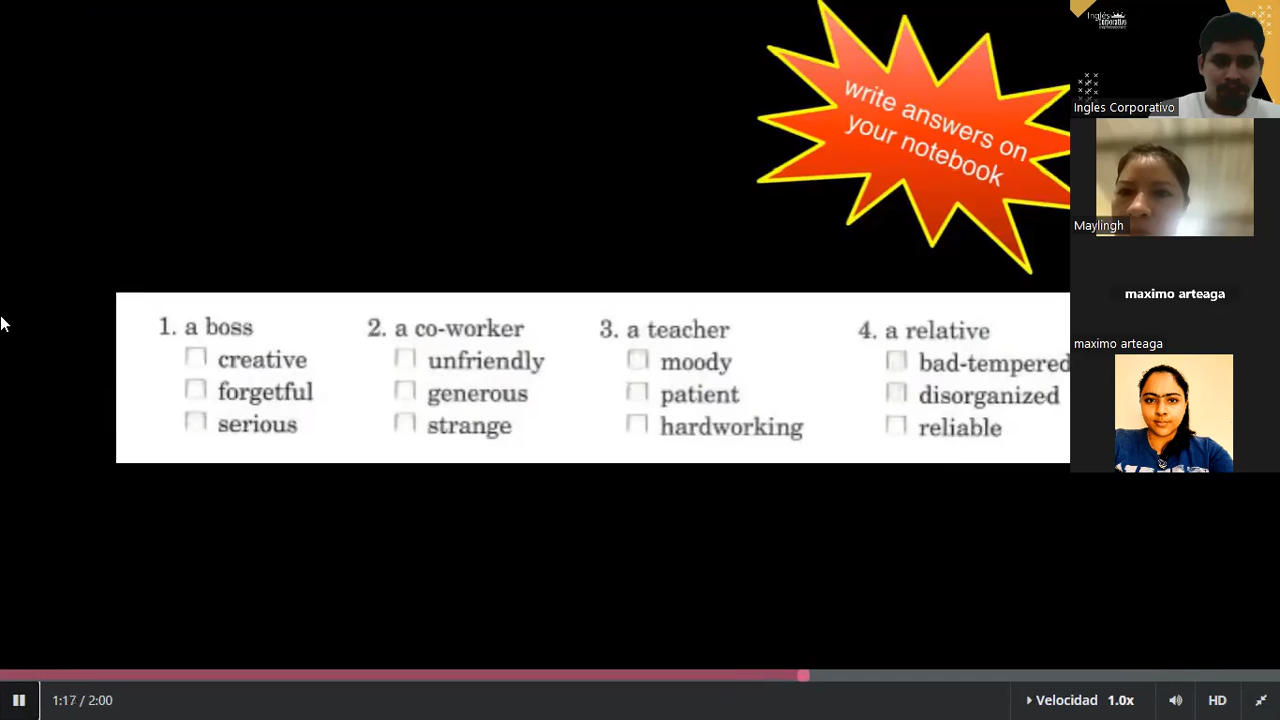 write answers on
your notebook
1. a boss
creative
forgetful
serious
2. a co-worker
unfriendly
generous
strange
3. a teacher
moody
patient
hardworking
4. a relative
bad-tempered
disorganized
reliable
Inglés
Corporativo
Ingles Corporativo
Maylingh
maximo arteaga
maximo arteaga
1:17 / 2:00
Velocidad 1.0x
HD